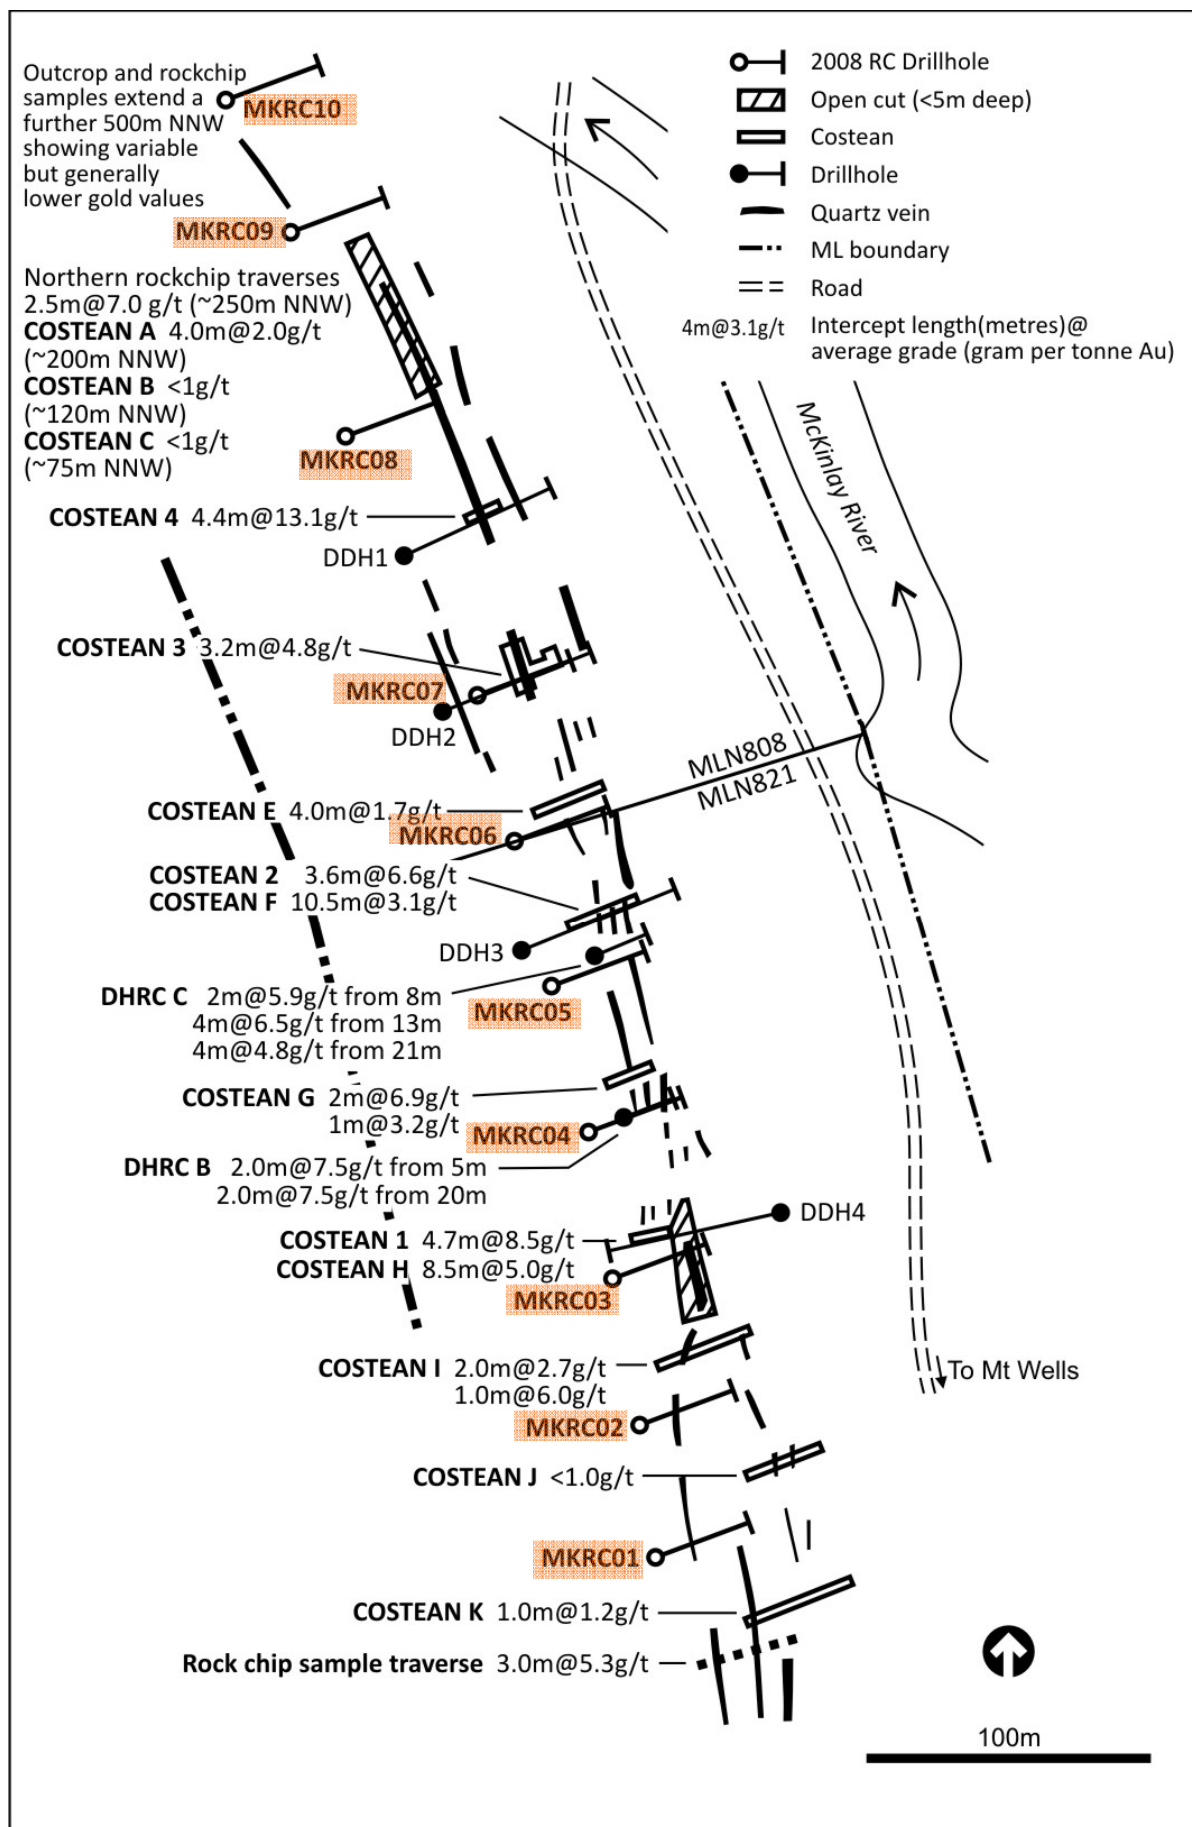 Outcrop and rockchip
samples extend a
further 500m NNW
showing variable
but generally
lower gold values
MKRC10
2008 RC Drillhole
Open cut (<5m deep)
Costean
Drillhole
Quartz vein
ML boundary
Road
4m@3.1g/t Intercept length(metres)@
average grade (gram per tonne Au)
MKRC09
Northern rockchip traverses
2.5m@7.0 g/t (~250m NNW)
COSTEAN A 4.0m@2.0g/t
(~200m NNW)
COSTEAN B <1g/t
(~120m NNW)
COSTEAN C <1g/t
(~75m NNW)
MKRC08
McKinlay River
COSTEAN 4 4.4m@13.1g/t
DDH1
COSTEAN 3 3.2m@4.8g/t
MKRC07
DDH2
MLN808
MLN821
COSTEAN E 4.0m@1.7g/t
MKRC06
COSTEAN 2 3.6m@6.6g/t
COSTEAN F 10.5m@3.1g/t
DDH3
DHRC C 2m@5.9g/t from 8m
4m@6.5g/t from 13m
4m@4.8g/t from 21m
MKRC05
COSTEAN G 2m@6.9g/t
1m@3.2g/t
MKRC04
DHRC B 2.0m@7.5g/t from 5m
2.0m@7.5g/t from 20m
DDH4
COSTEAN 1 4.7m@8.5g/t
COSTEAN H 8.5m@5.0g/t
MKRC03
COSTEAN I 2.0m@2.7g/t
1.0m@6.0g/t
To Mt Wells
MKRC02
COSTEAN J <1.0g/t
MKRC01
COSTEAN K 1.0m@1.2g/t
Rock chip sample traverse 3.0m@5.3g/t
100m